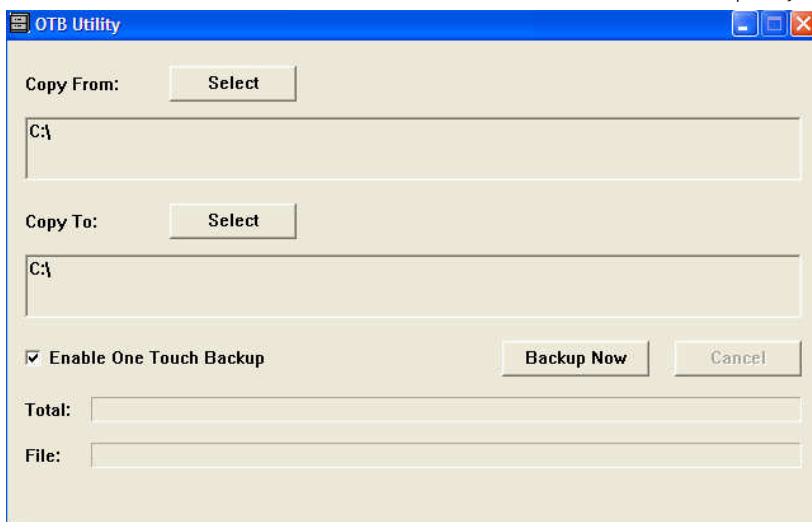 OTB Utility
Copy From: Select
C:\
Copy To: Select
C:\
Enable One Touch Backup Backup Now Cancel
Total:
File: